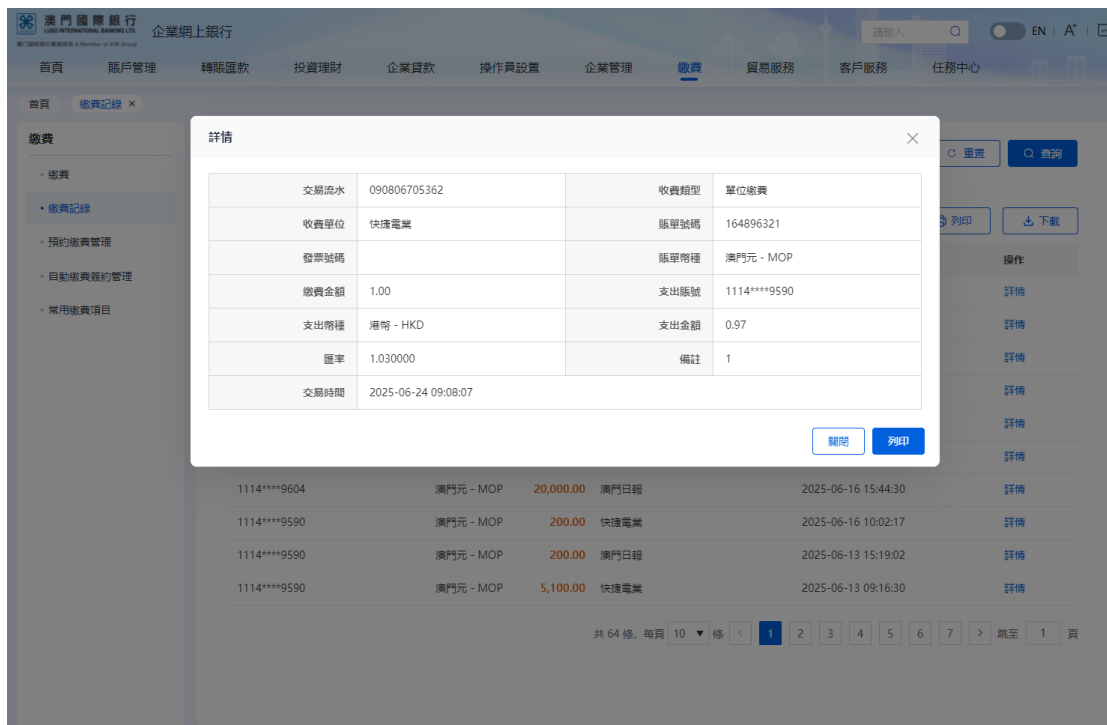 澳門國際銀行 企業網上銀行 請輸入 EN A+
LUSO INTERNATIONAL BANKING LTD.
廈門國際銀行集團成員 A Member of XIB Group
首頁 賬戶管理 轉賬匯款 投資理財 企業貸款 操作員設置 企業管理 繳費 貿易服務 客戶服務 任務中心
首頁 繳費記錄 ×
繳費
繳費
繳費記錄
預約繳費管理
自動繳費簽約管理
常用繳費項目
重置 查詢
列印 下載
操作
詳情
詳情
詳情
詳情
詳情
詳情
詳情 ×
交易流水 090806705362 收費類型 單位繳費
收費單位 快捷電業 賬單號碼 164896321
發票號碼 賬單幣種 澳門元 - MOP
繳費金額 1.00 支出賬號 1114****9590
支出幣種 港幣 - HKD 支出金額 0.97
匯率 1.030000 備註 1
交易時間 2025-06-24 09:08:07
關閉 列印
1114****9604 澳門元 - MOP 20,000.00 澳門日報 2025-06-16 15:44:30 詳情
1114****9590 澳門元 - MOP 200.00 快捷電業 2025-06-16 10:02:17 詳情
1114****9590 澳門元 - MOP 200.00 澳門日報 2025-06-13 15:19:02 詳情
1114****9590 澳門元 - MOP 5,100.00 快捷電業 2025-06-13 09:16:30 詳情
共 64 條, 每頁 10 ▼ 條 < 1 2 3 4 5 6 7 > 跳至 1 頁